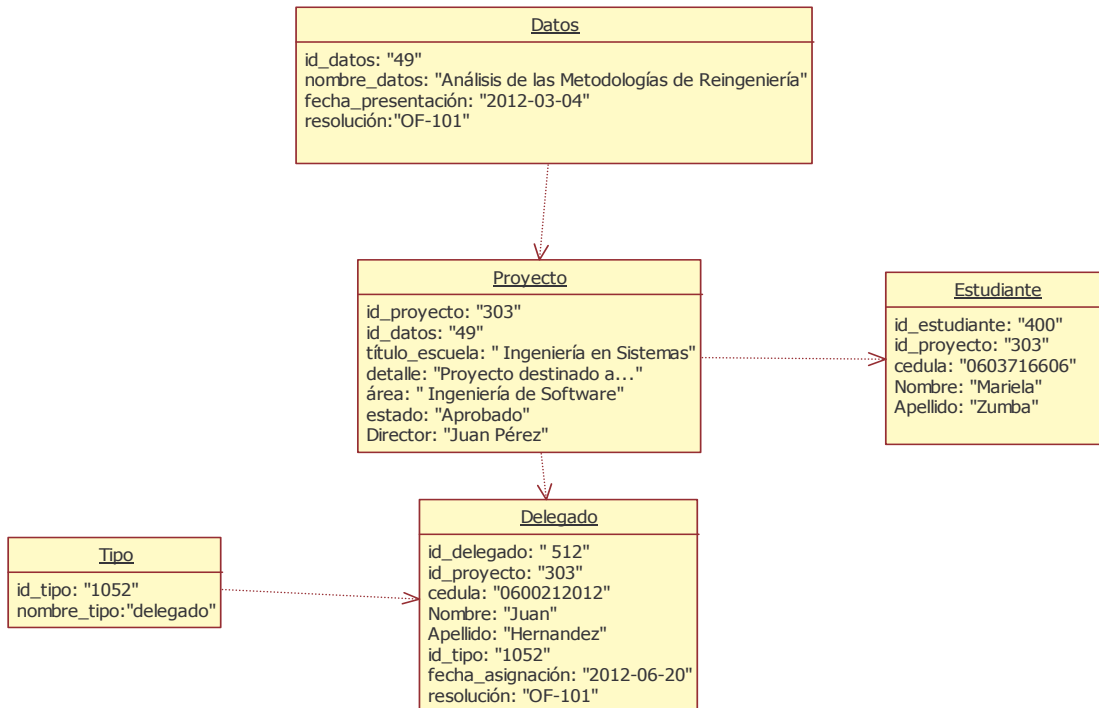 Datos
id_datos: "49"
nombre_datos: "Análisis de las Metodologías de Reingeniería"
fecha_presentación: "2012-03-04"
resolución:"OF-101"
Proyecto
id_proyecto: "303"
id_datos: "49"
título_escuela: " Ingeniería en Sistemas"
detalle: "Proyecto destinado a..."
área: " Ingeniería de Software"
estado: "Aprobado"
Director: "Juan Pérez"
Estudiante
id_estudiante: "400"
id_proyecto: "303"
cedula: "0603716606"
Nombre: "Mariela"
Apellido: "Zumba"
Tipo
id_tipo: "1052"
nombre_tipo:"delegado"
Delegado
id_delegado: " 512"
id_proyecto: "303"
cedula: "0600212012"
Nombre: "Juan"
Apellido: "Hernandez"
id_tipo: "1052"
fecha_asignación: "2012-06-20"
resolución: "OF-101"